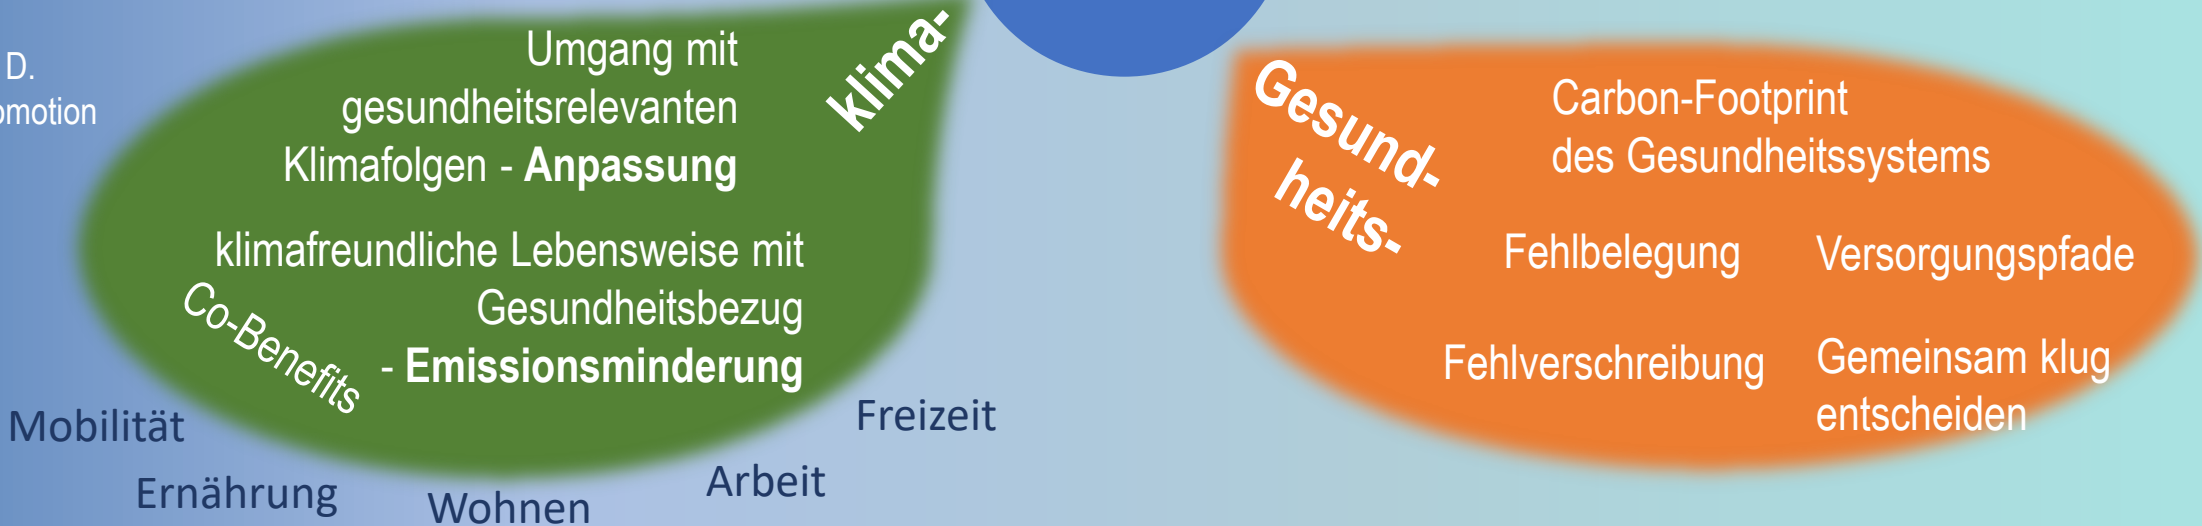 D.
Umgang mit
gesundheitsrelevanten
Klimafolgen - Anpassung
klima-
klimafreundliche Lebensweise mit
Gesundheitsbezug
- Emissionsminderung
Co-Benefits
Mobilität
Ernährung
Wohnen
Arbeit
Freizeit
Gesund-
heits-
Carbon-Footprint
des Gesundheitssystems
Fehlbelegung
Versorgungspfade
Fehlverschreibung
Gemeinsam klug
entscheiden